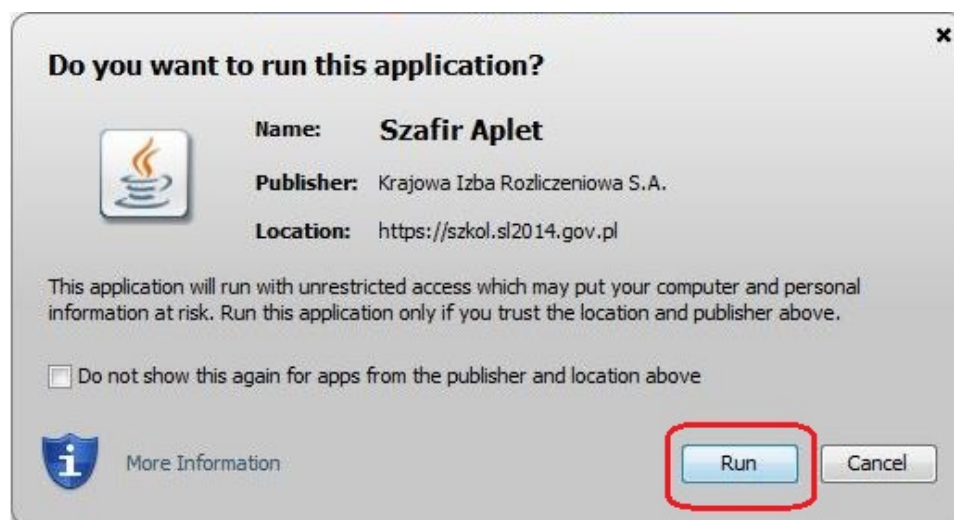 Do you want to run this application?
Name: Szafir Aplet
Publisher: Krajowa Izba Rozliczeniowa S.A.
Location: https://szkol.sl2014.gov.pl
This application will run with unrestricted access which may put your computer and personal
information at risk. Run this application only if you trust the location and publisher above.
Do not show this again for apps from the publisher and location above
More Information
Run Cancel